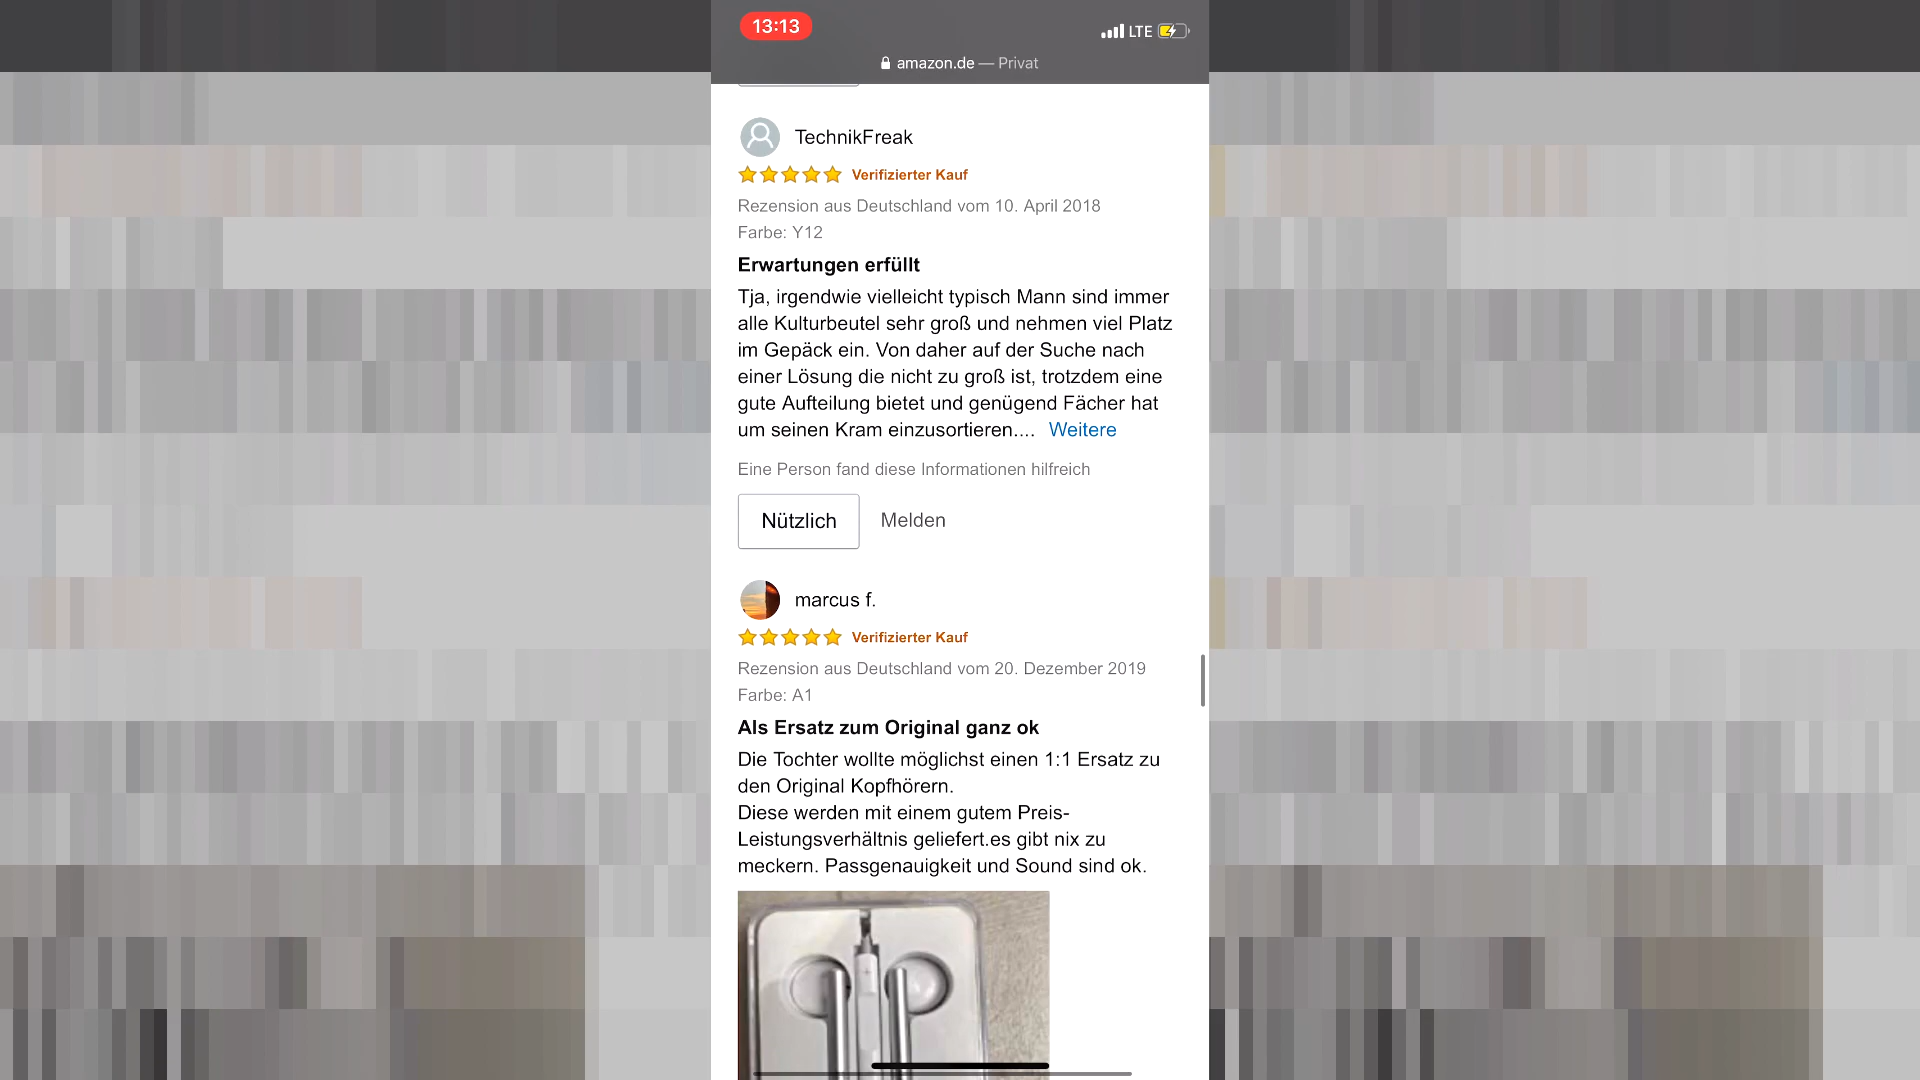 13:13
LTE
amazon.de — Privat
TechnikFreak
Verifizierter Kauf
Rezension aus Deutschland vom 10. April 2018
Farbe: Y12
Erwartungen erfüllt
Tja, irgendwie vielleicht typisch Mann sind immer
alle Kulturbeutel sehr groß und nehmen viel Platz
im Gepäck ein. Von daher auf der Suche nach
einer Lösung die nicht zu groß ist, trotzdem eine
gute Aufteilung bietet und genügend Fächer hat
um seinen Kram einzusortieren.... Weitere
Eine Person fand diese Informationen hilfreich
Nützlich Melden
marcus f.
Verifizierter Kauf
Rezension aus Deutschland vom 20. Dezember 2019
Farbe: A1
Als Ersatz zum Original ganz ok
Die Tochter wollte möglichst einen 1:1 Ersatz zu
den Original Kopfhörern.
Diese werden mit einem gutem Preis-
Leistungsverhältnis geliefert.es gibt nix zu
meckern. Passgenauigkeit und Sound sind ok.